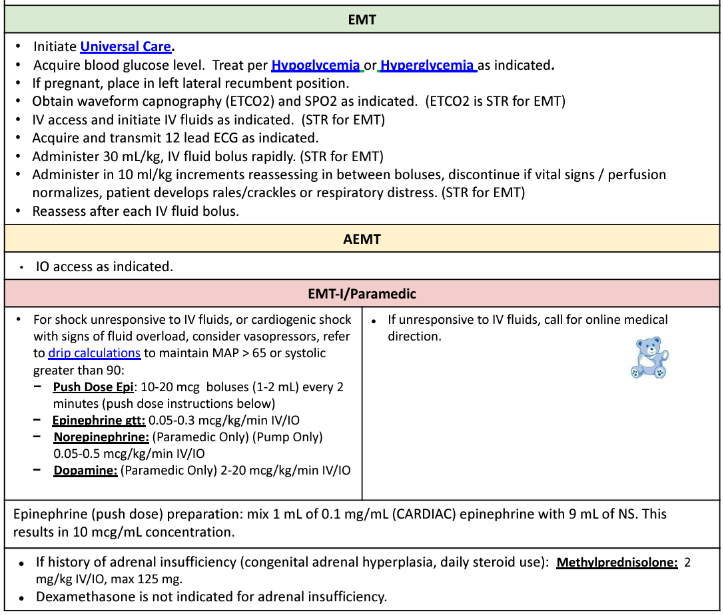 EMT
• Initiate Universal Care.
• Acquire blood glucose level. Treat per Hypoglycemia or Hyperglycemia as indicated.
• If pregnant, place in left lateral recumbent position.
• Obtain waveform capnography (ETCO2) and SPO2 as indicated. (ETCO2 is STR for EMT)
• IV access and initiate IV fluids as indicated. (STR for EMT)
• Acquire and transmit 12 lead ECG as indicated.
• Administer 30 mL/kg, IV fluid bolus rapidly. (STR for EMT)
• Administer in 10 ml/kg increments reassessing in between boluses, discontinue if vital signs / perfusion
normalizes, patient develops rales/crackles or respiratory distress. (STR for EMT)
• Reassess after each IV fluid bolus.
AEMT
• IO access as indicated.
EMT-I/Paramedic
• For shock unresponsive to IV fluids, or cardiogenic shock
with signs of fluid overload, consider vasopressors, refer
to drip calculations to maintain MAP > 65 or systolic
greater than 90:
– Push Dose Epi: 10-20 mcg boluses (1-2 mL) every 2
minutes (push dose instructions below)
– Epinephrine gtt: 0.05-0.3 mcg/kg/min IV/IO
– Norepinephrine: (Paramedic Only) (Pump Only)
0.05-0.5 mcg/kg/min IV/IO
– Dopamine: (Paramedic Only) 2-20 mcg/kg/min IV/IO
• If unresponsive to IV fluids, call for online medical
direction.
Epinephrine (push dose) preparation: mix 1 mL of 0.1 mg/mL (CARDIAC) epinephrine with 9 mL of NS. This
results in 10 mcg/mL concentration.
• If history of adrenal insufficiency (congenital adrenal hyperplasia, daily steroid use): Methylprednisolone: 2
mg/kg IV/IO, max 125 mg.
• Dexamethasone is not indicated for adrenal insufficiency.